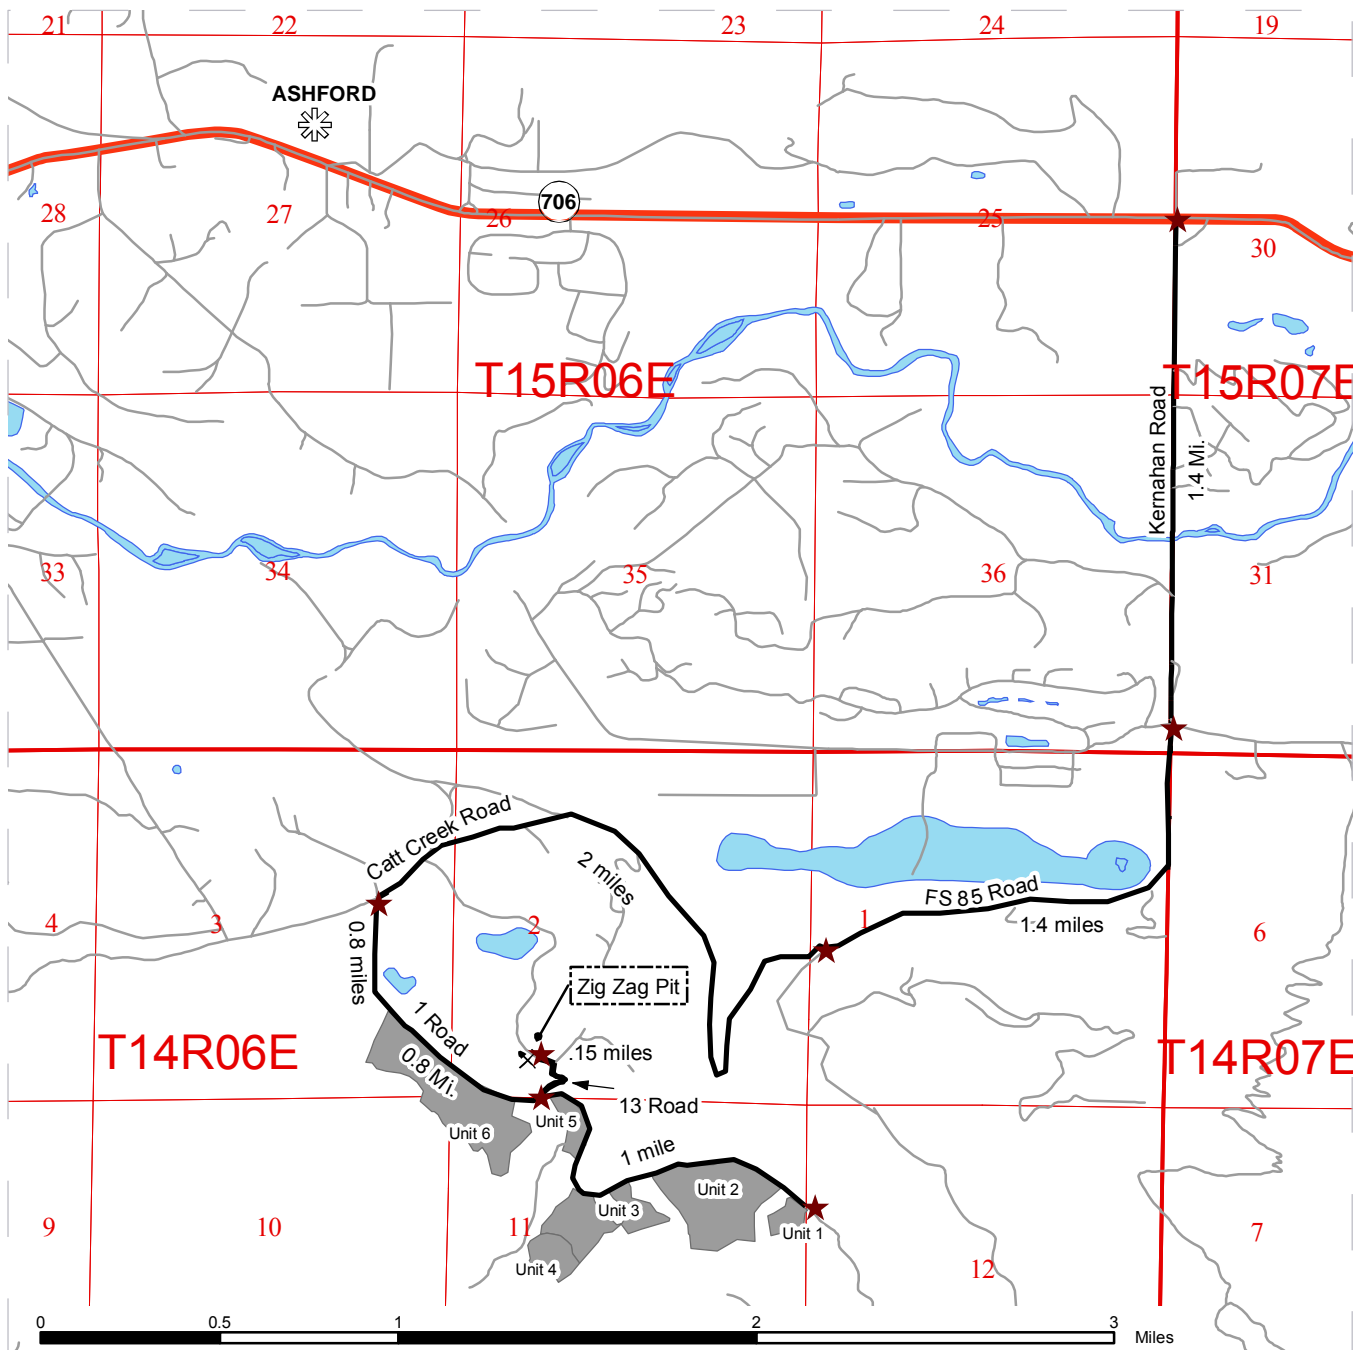 21
22
23
24
19
ASHFORD
706
28
27
26
25
30
T15R06E
T15R07E
Kernahan Road
1.4 Mi.
33
34
35
36
31
Catt Creek Road
2 miles
FS 85 Road
1.4 miles
4
3
2
1
6
0.8 miles
Zig Zag Pit
1 Road
0.8 Mi.
.15 miles
T14R06E
T14R07E
13 Road
Unit 5
Unit 6
1 mile
Unit 2
Unit 3
Unit 1
Unit 4
9
10
11
12
7
0 0.5 1 2 3
Miles